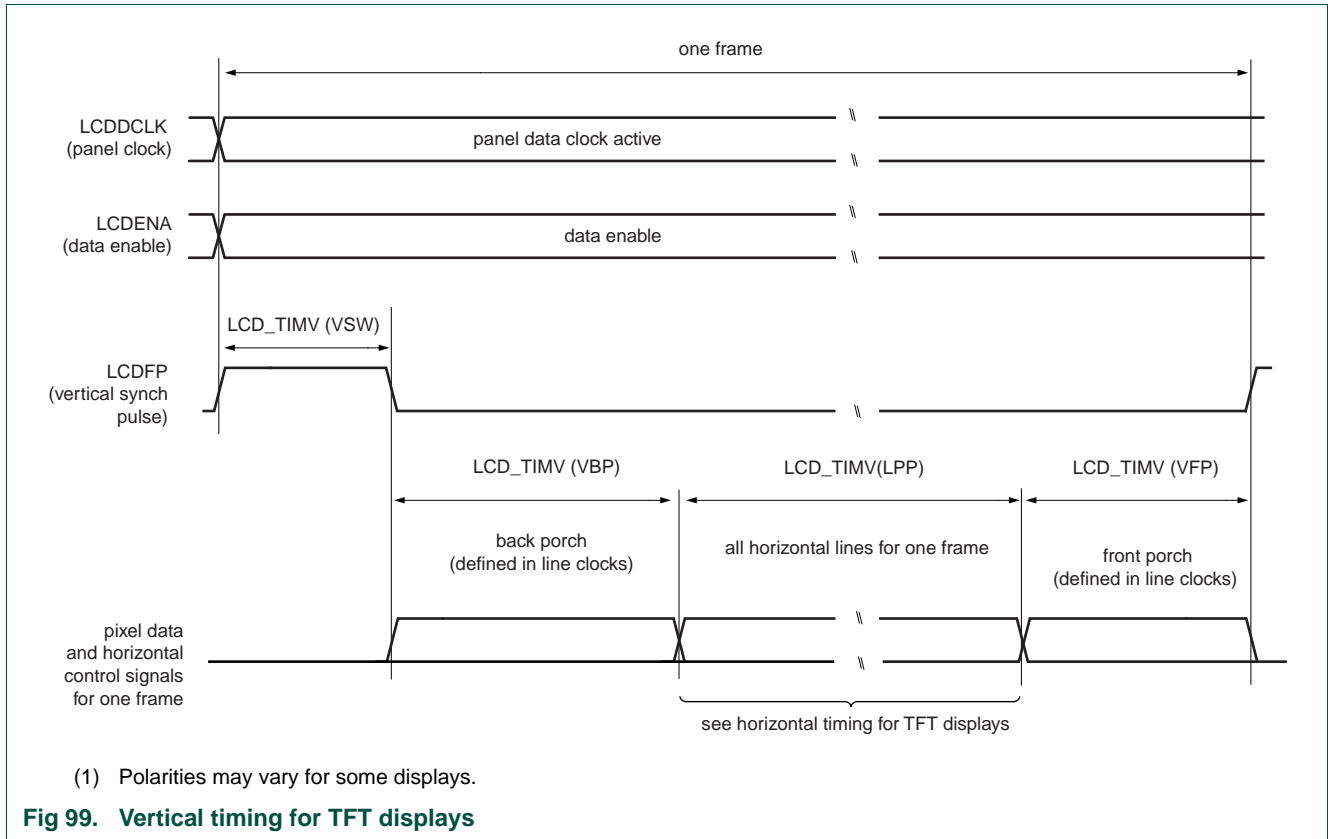 one frame
LCDDCLK
(panel clock)
panel data clock active
LCDENA
(data enable)
data enable
LCD_TIMV (VSW)
LCDFP
(vertical synch
pulse)
LCD_TIMV (VBP)
LCD_TIMV(LPP)
LCD_TIMV (VFP)
back porch
(defined in line clocks)
all horizontal lines for one frame
front porch
(defined in line clocks)
pixel data
and horizontal
control signals
for one frame
see horizontal timing for TFT displays
(1) Polarities may vary for some displays.
Fig 99. Vertical timing for TFT displays